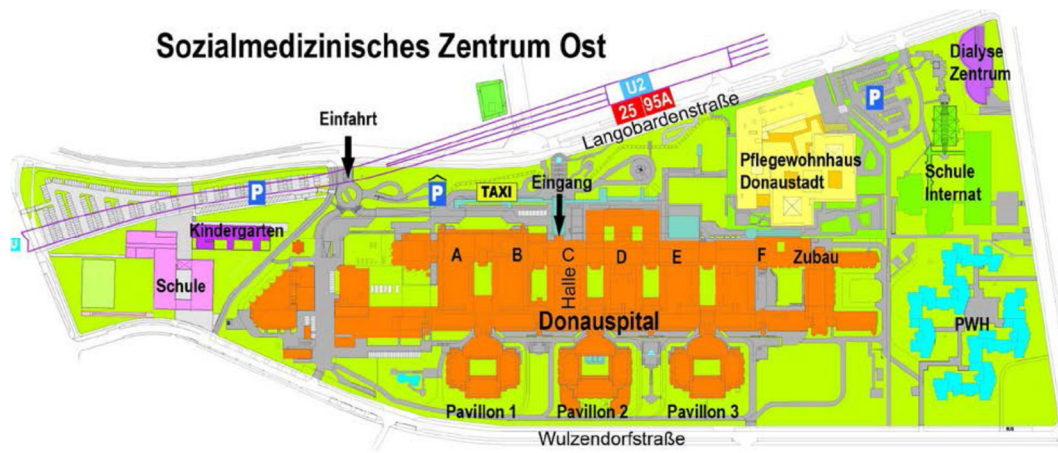 Sozialmedizinisches Zentrum Ost
Dialyse
Zentrum
U2
25 95A
Langobardenstraße
Einfahrt
P
P
P
TAXI
Eingang
Pflegewohnhaus
Donaustadt
Schule
Internat
Kindergarten
Schule
A
B
Halle C
D
E
F
Zubau
Donauspital
PWH
Pavillon 1
Pavillon 2
Pavillon 3
Wulzendorfstraße